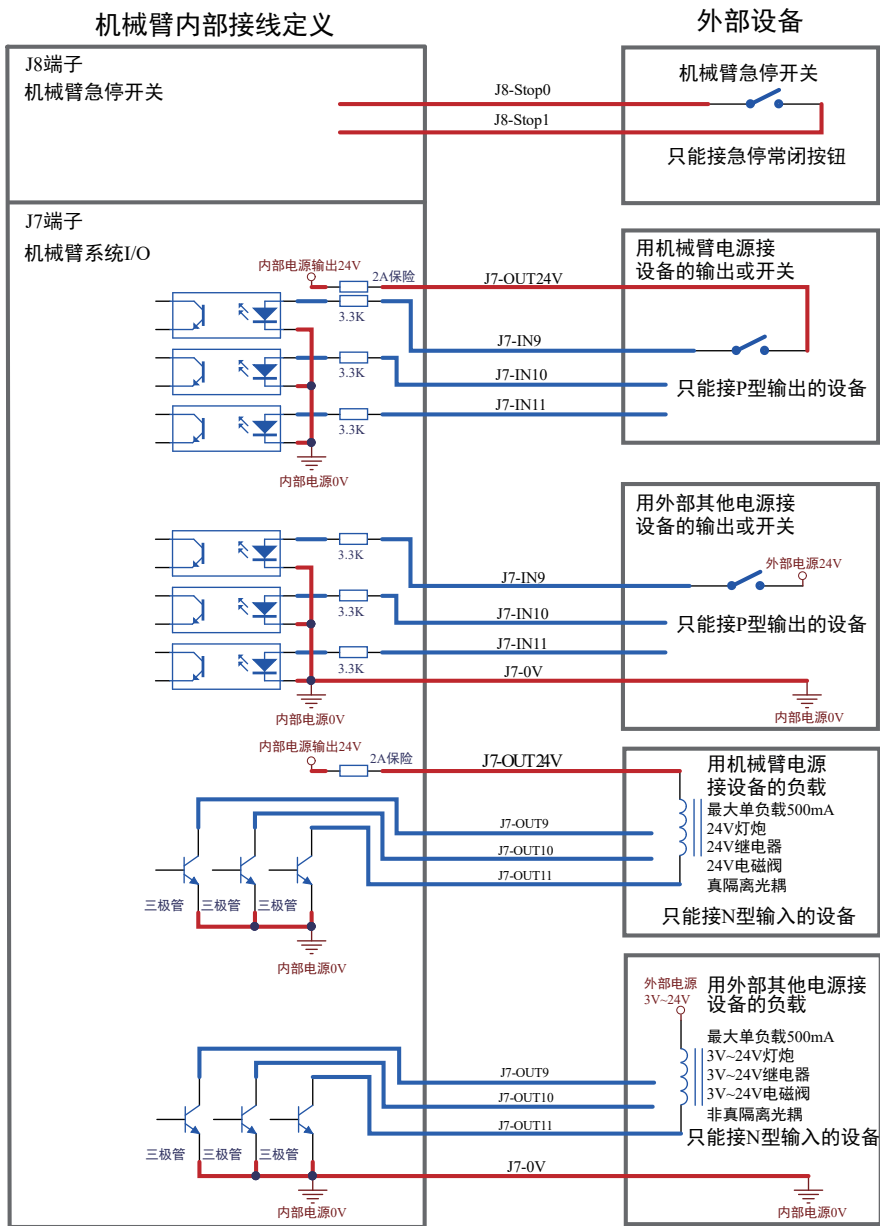 机械臂内部接线定义
外部设备
J8端子
机械臂急停开关
J8-Stop0
J8-Stop1
机械臂急停开关
只能接急停常闭按钮
J7端子
机械臂系统I/O
内部电源输出24V
2A保险
J7-OUT24V
3.3K
J7-IN9
3.3K
J7-IN10
3.3K
J7-IN11
内部电源0V
用机械臂电源接
设备的输出或开关
只能接P型输出的设备
3.3K
J7-IN9
3.3K
J7-IN10
3.3K
J7-IN11
J7-0V
内部电源0V
用外部其他电源接
设备的输出或开关
外部电源24V
只能接P型输出的设备
内部电源0V
内部电源输出24V
2A保险
J7-OUT24V
J7-OUT9
J7-OUT10
J7-OUT11
三极管
三极管
三极管
内部电源0V
用机械臂电源
接设备的负载
最大单负载500mA
24V灯炮
24V继电器
24V电磁阀
真隔离光耦
只能接N型输入的设备
J7-OUT9
J7-OUT10
J7-OUT11
三极管
三极管
三极管
J7-0V
内部电源0V
外部电源
3V~24V
用外部其他电源接
设备的负载
最大单负载500mA
3V~24V灯炮
3V~24V继电器
3V~24V电磁阀
非真隔离光耦
只能接N型输入的设备
内部电源0V